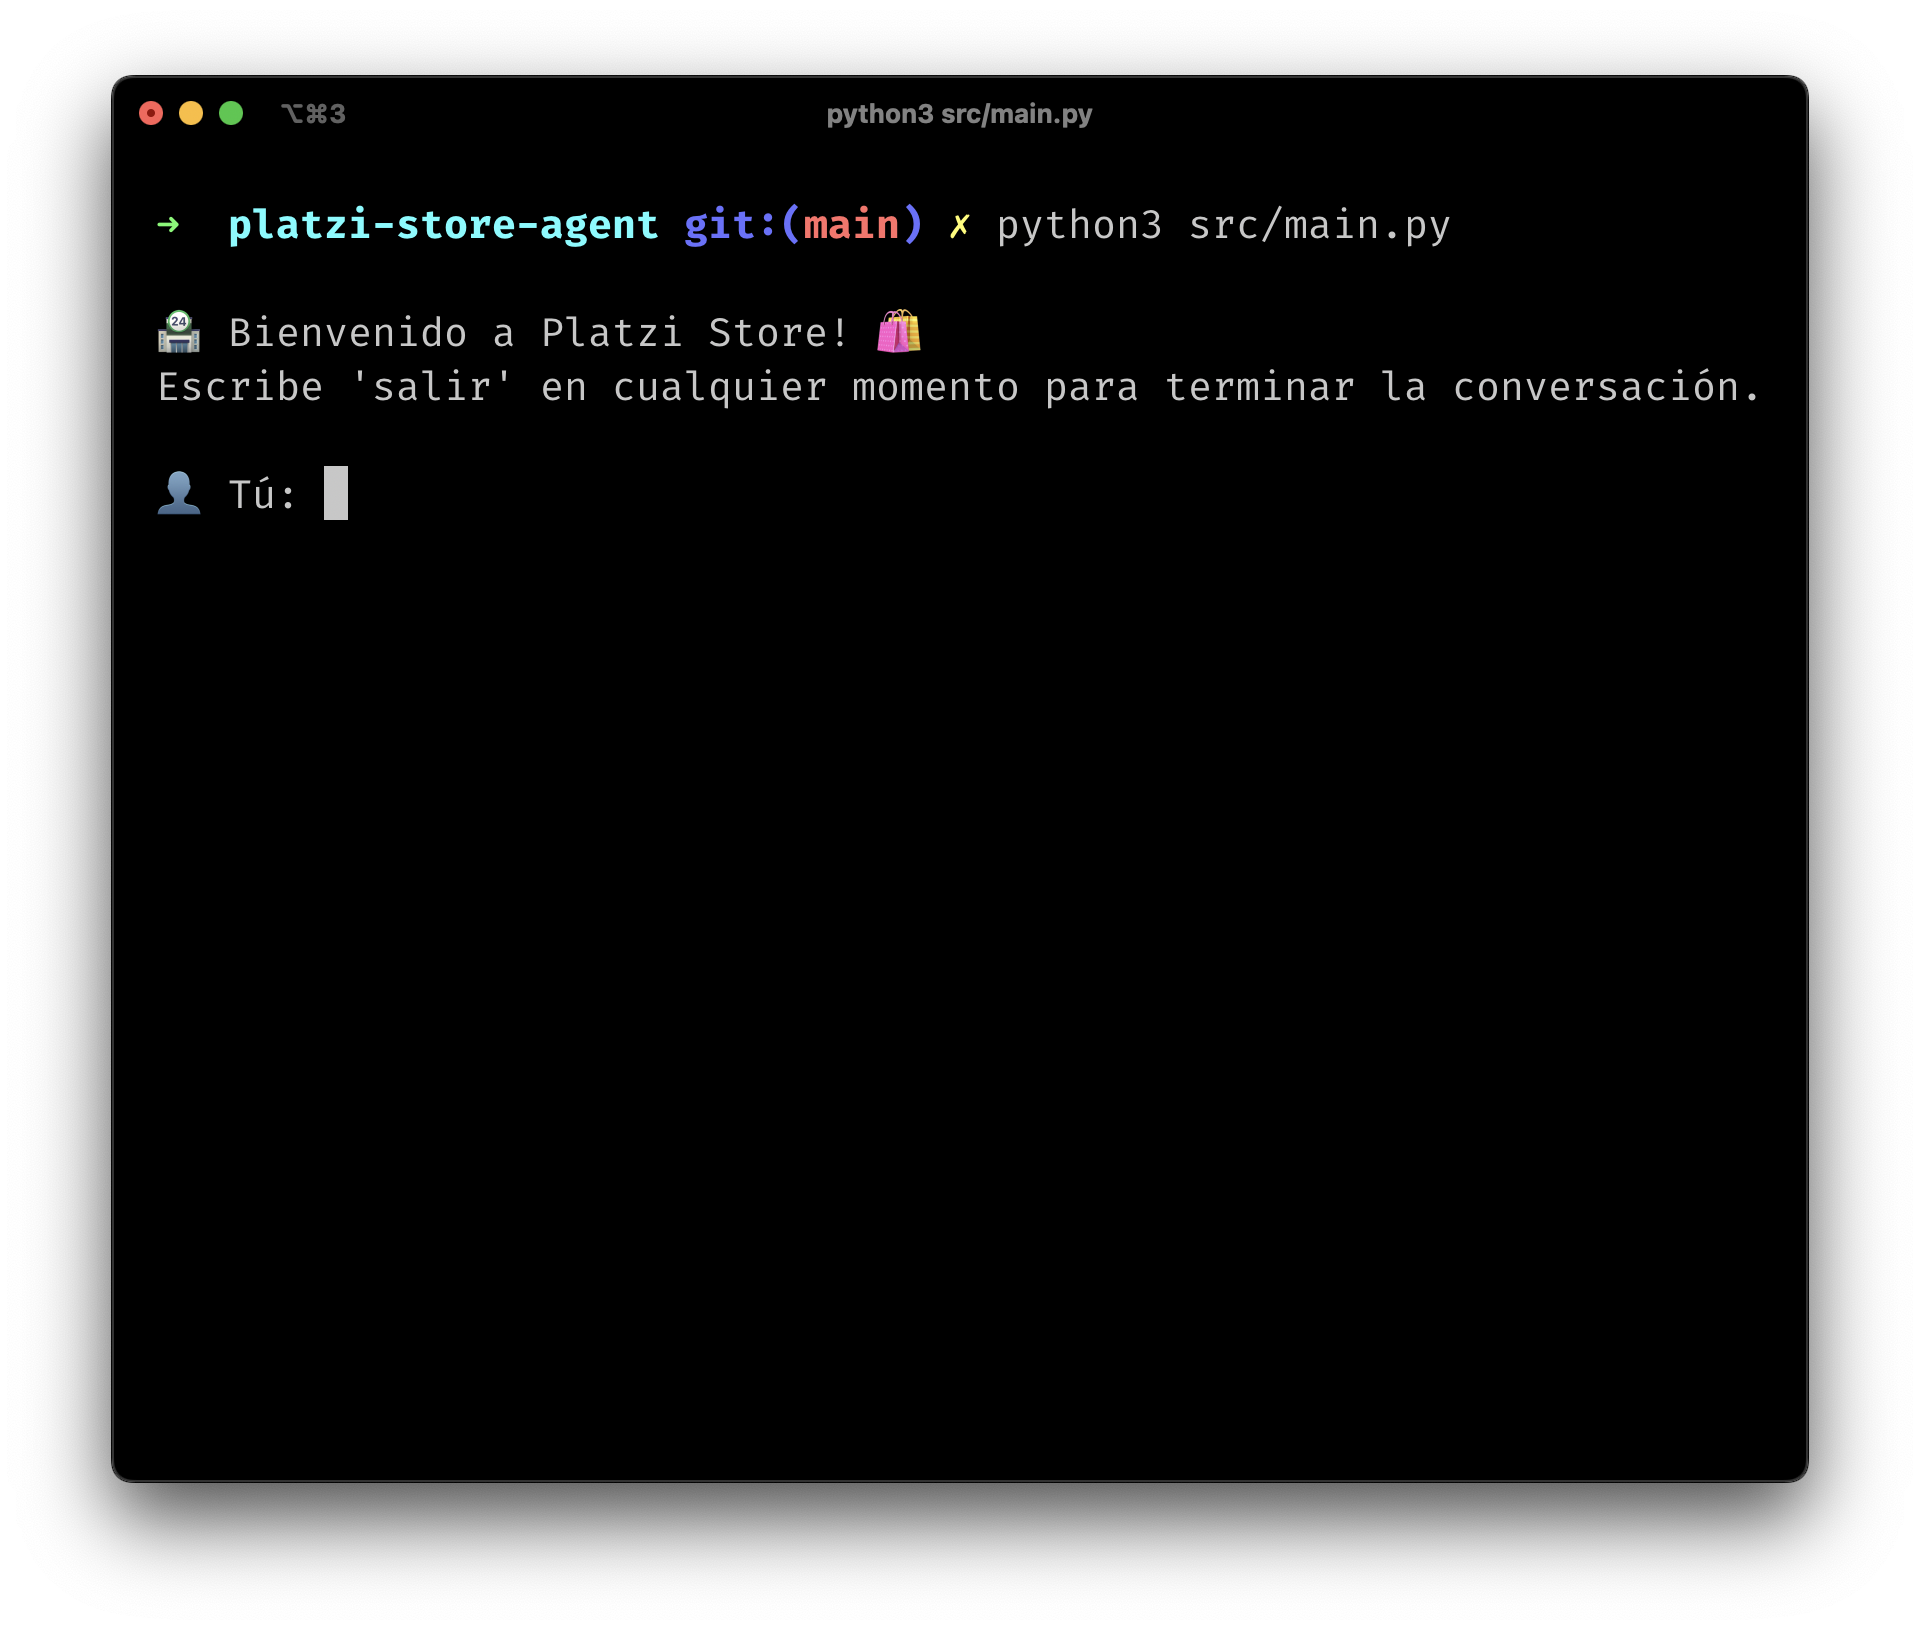 ⌥⌘3 python3 src/main.py
➜ platzi-store-agent git:(main) ✗ python3 src/main.py
🏪 Bienvenido a Platzi Store! 🛍️
Escribe 'salir' en cualquier momento para terminar la conversación.
👤 Tú: